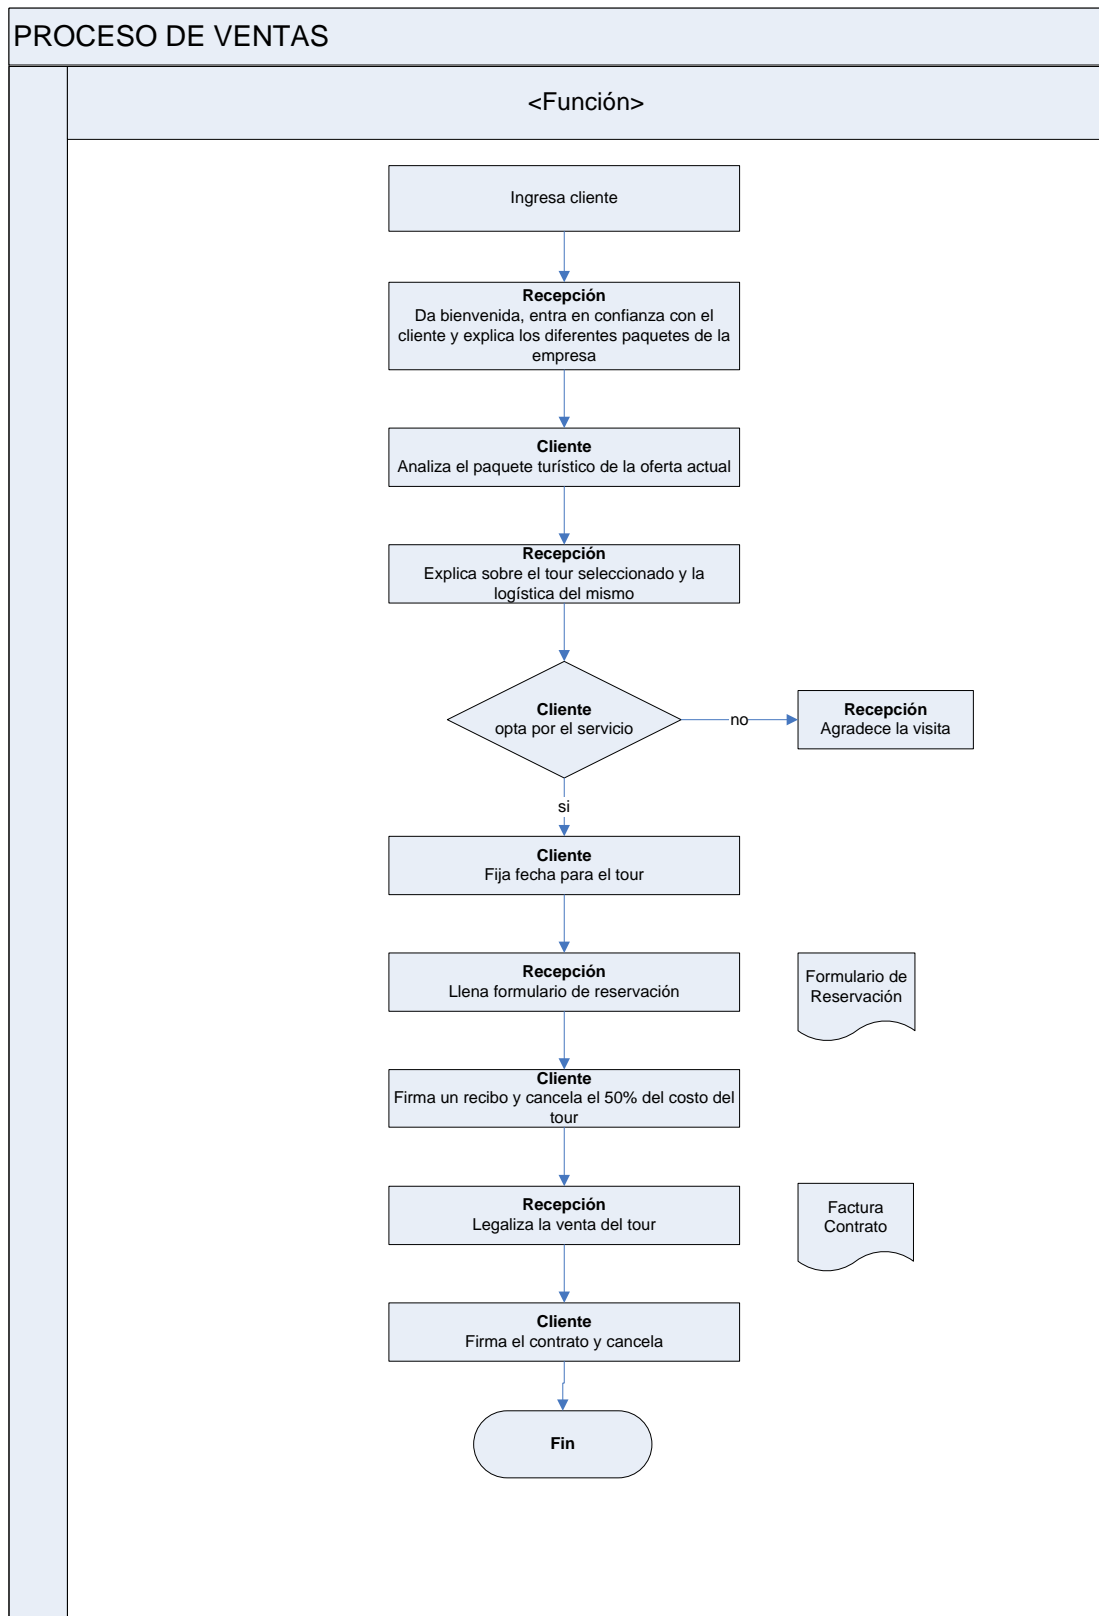 PROCESO DE VENTAS
<Función>
Ingresa cliente
Recepción
Da bienvenida, entra en confianza con el
cliente y explica los diferentes paquetes de la
empresa
Cliente
Analiza el paquete turístico de la oferta actual
Recepción
Explica sobre el tour seleccionado y la
logística del mismo
Cliente
opta por el servicio
no
Recepción
Agradece la visita
si
Cliente
Fija fecha para el tour
Recepción
Llena formulario de reservación
Formulario de
Reservación
Cliente
Firma un recibo y cancela el 50% del costo del
tour
Recepción
Legaliza la venta del tour
Factura
Contrato
Cliente
Firma el contrato y cancela
Fin